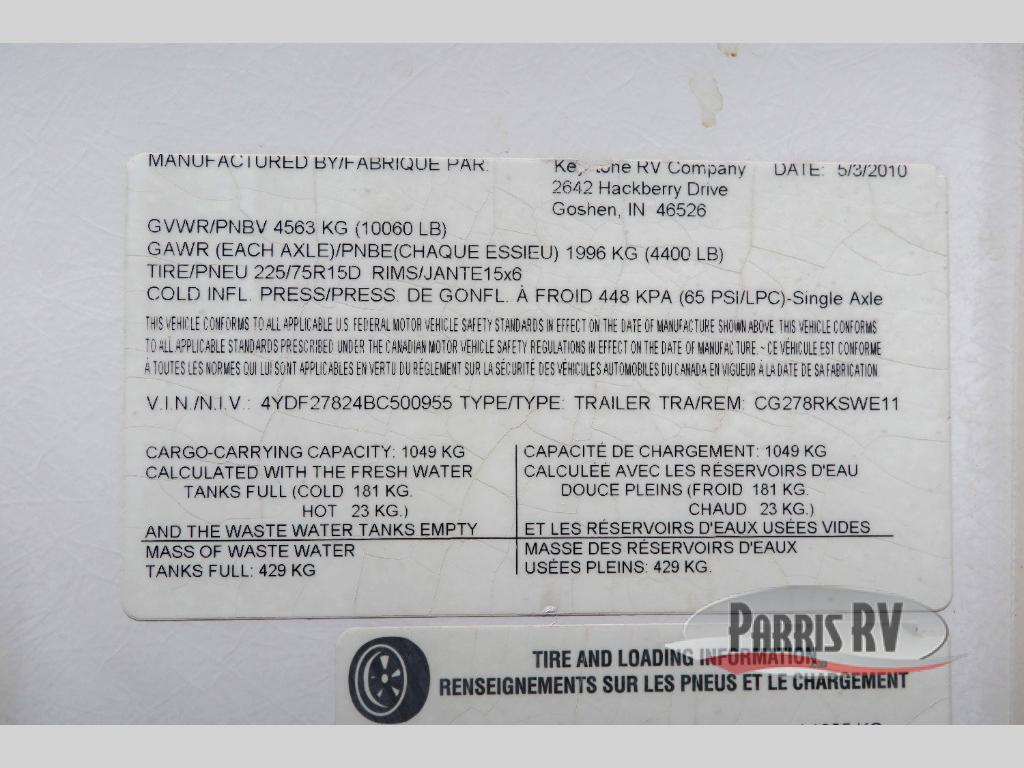 MANUFACTURED BY/FABRIQUE PAR: Keystone RV Company DATE: 5/3/2010
2642 Hackberry Drive
Goshen, IN 46526
GVWR/PNBV 4563 KG (10060 LB)
GAWR (EACH AXLE)/PNBE(CHAQUE ESSIEU) 1996 KG (4400 LB)
TIRE/PNEU 225/75R15D RIMS/JANTE15x6
COLD INFL. PRESS/PRESS. DE GONFL. À FROID 448 KPA (65 PSI/LPC)-Single Axle
THIS VEHICLE CONFORMS TO ALL APPLICABLE U.S. FEDERAL MOTOR VEHICLE SAFETY STANDARDS IN EFFECT ON THE DATE OF MANUFACTURE SHOWN ABOVE. THIS VEHICLE CONFORMS
TO ALL APPLICABLE STANDARDS PRESCRIBED UNDER THE CANADIAN MOTOR VEHICLE SAFETY REGULATIONS IN EFFECT ON THE DATE OF MANUFACTURE. ~ CE VÉHICULE EST CONFORME
À TOUTES LES NORMES QUI LUI SONT APPLICABLES EN VERTU DU RÈGLEMENT SUR LA SÉCURITÉ DES VÉHICULES AUTOMOBILES DU CANADA EN VIGUEUR À LA DATE DE SA FABRICATION
V.I.N./N.I.V.: 4YDF27824BC500955 TYPE/TYPE: TRAILER TRA/REM: CG278RKSWE11
CARGO-CARRYING CAPACITY: 1049 KG
CALCULATED WITH THE FRESH WATER
TANKS FULL (COLD 181 KG.
HOT 23 KG.)
AND THE WASTE WATER TANKS EMPTY
MASS OF WASTE WATER
TANKS FULL: 429 KG
CAPACITÉ DE CHARGEMENT: 1049 KG
CALCULÉE AVEC LES RÉSERVOIRS D'EAU
DOUCE PLEINS (FROID 181 KG.
CHAUD 23 KG.)
ET LES RÉSERVOIRS D'EAUX USÉES VIDES
MASSE DES RÉSERVOIRS D'EAUX
USÉES PLEINS: 429 KG.
PARRIS RV
TIRE AND LOADING INFORMATION
RENSEIGNEMENTS SUR LES PNEUS ET LE CHARGEMENT